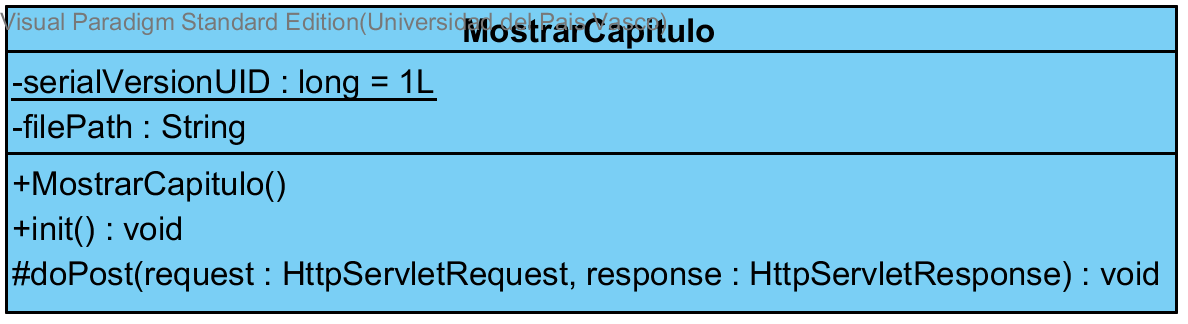 Visual Paradigm Standard Edition(Universidad del Pais Vasco)
MostrarCapitulo
-serialVersionUID : long = 1L
-filePath : String
+MostrarCapitulo()
+init() : void
#doPost(request : HttpServletRequest, response : HttpServletResponse) : void